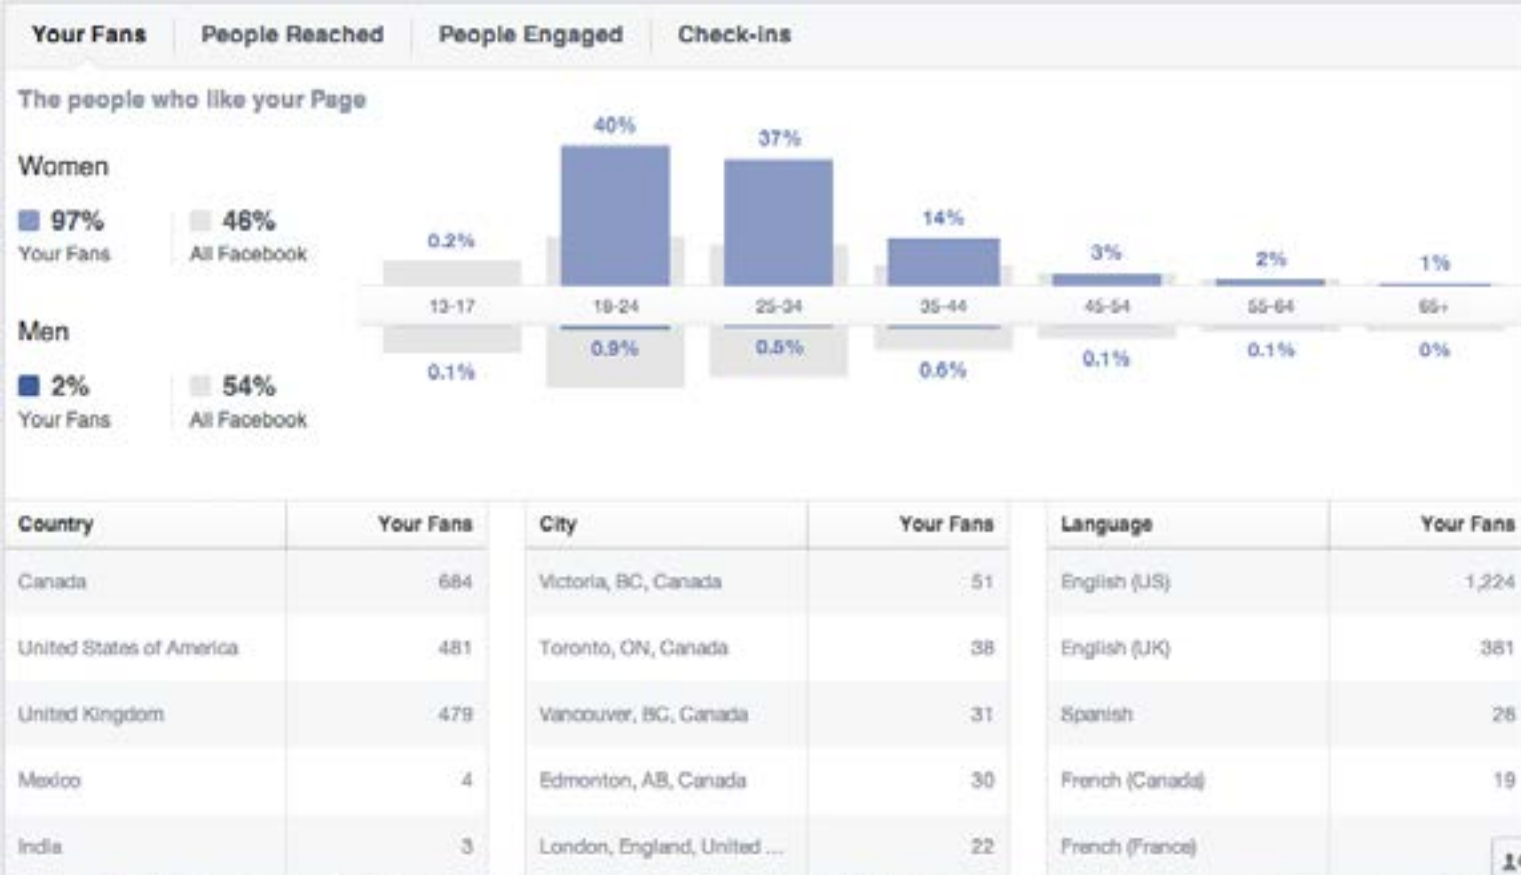 Your Fans People Reached People Engaged Check-ins
The people who like your Page
Women
97% 46%
Your Fans All Facebook
Men
2% 54%
Your Fans All Facebook
0.2% 40% 37% 14% 3% 2% 1%
13-17 18-24 25-34 35-44 45-54 55-64 65+
0.1% 0.9% 0.5% 0.6% 0.1% 0.1% 0%
Country Your Fans City Your Fans Language Your Fans
Canada 684 Victoria, BC, Canada 51 English (US) 1,224
United States of America 481 Toronto, ON, Canada 38 English (UK) 381
United Kingdom 479 Vancouver, BC, Canada 31 Spanish
Mexico 4 Edmonton, AB, Canada 30 French (Canada) 19
India 3 London, England, United ... 22 French (France)